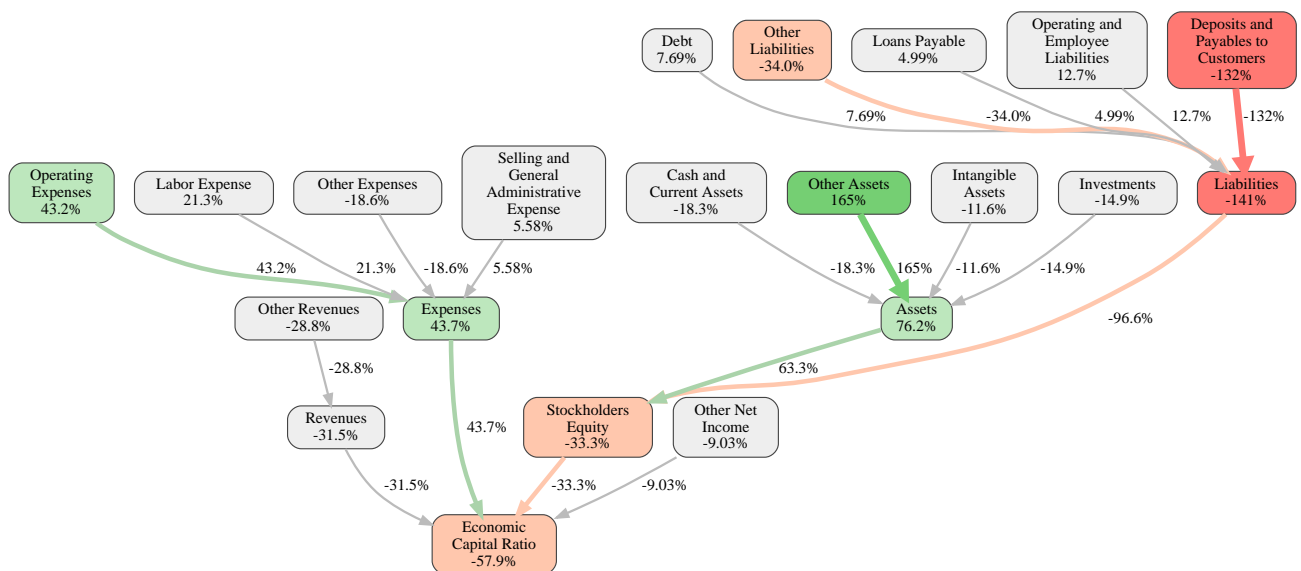 Debt
7.69%
Other
Liabilities
-34.0%
Loans Payable
4.99%
Operating and
Employee
Liabilities
12.7%
Deposits and
Payables to
Customers
-132%
7.69%
-34.0%
4.99%
12.7%
-132%
Operating
Expenses
43.2%
Labor Expense
21.3%
Other Expenses
-18.6%
Selling and
General
Administrative
Expense
5.58%
Cash and
Current Assets
-18.3%
Other Assets
165%
Intangible
Assets
-11.6%
Investments
-14.9%
Liabilities
-141%
43.2%
21.3%
-18.6%
5.58%
-18.3%
165%
-11.6%
-14.9%
Other Revenues
-28.8%
Expenses
43.7%
Assets
76.2%
-96.6%
-28.8%
63.3%
Revenues
-31.5%
43.7%
Stockholders
Equity
-33.3%
Other Net
Income
-9.03%
-31.5%
-33.3%
-9.03%
Economic
Capital Ratio
-57.9%